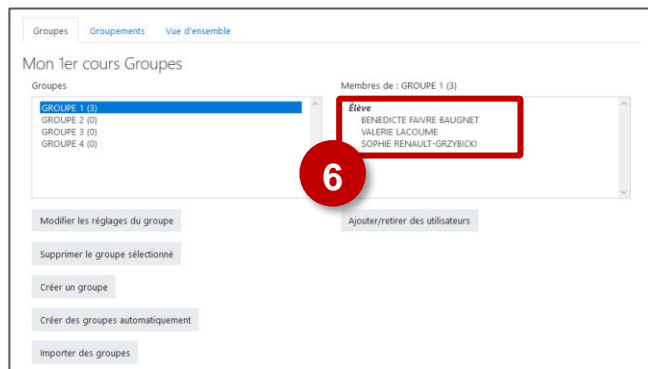 Groupes Groupements Vue d'ensemble
Mon 1er cours Groupes
Groupes
GROUPE 1 (3)
GROUPE 2 (0)
GROUPE 3 (0)
GROUPE 4 (0)
Membres de : GROUPE 1 (3)
Élève
BENEDICTE FAIVRE BAUGNET
VALERIE LACOUME
SOPHIE RENAULT-GRZYBICKI
6
Modifier les réglages du groupe
Ajouter/retirer des utilisateurs
Supprimer le groupe sélectionné
Créer un groupe
Créer des groupes automatiquement
Importer des groupes